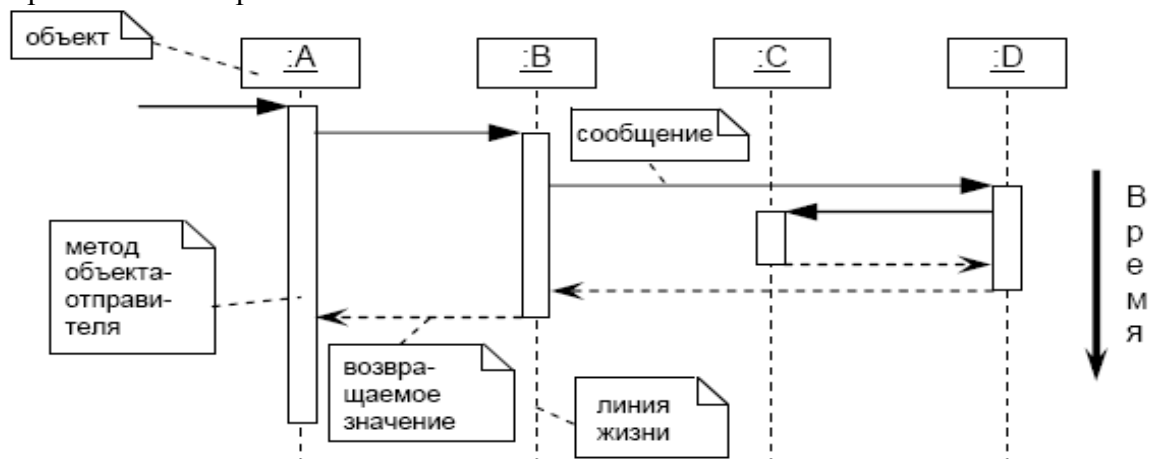 объект
:A
:B
:C
:D
сообщение
В
р
е
м
я
метод
объекта-
отправи-
теля
возвра-
щаемое
значение
линия
жизни